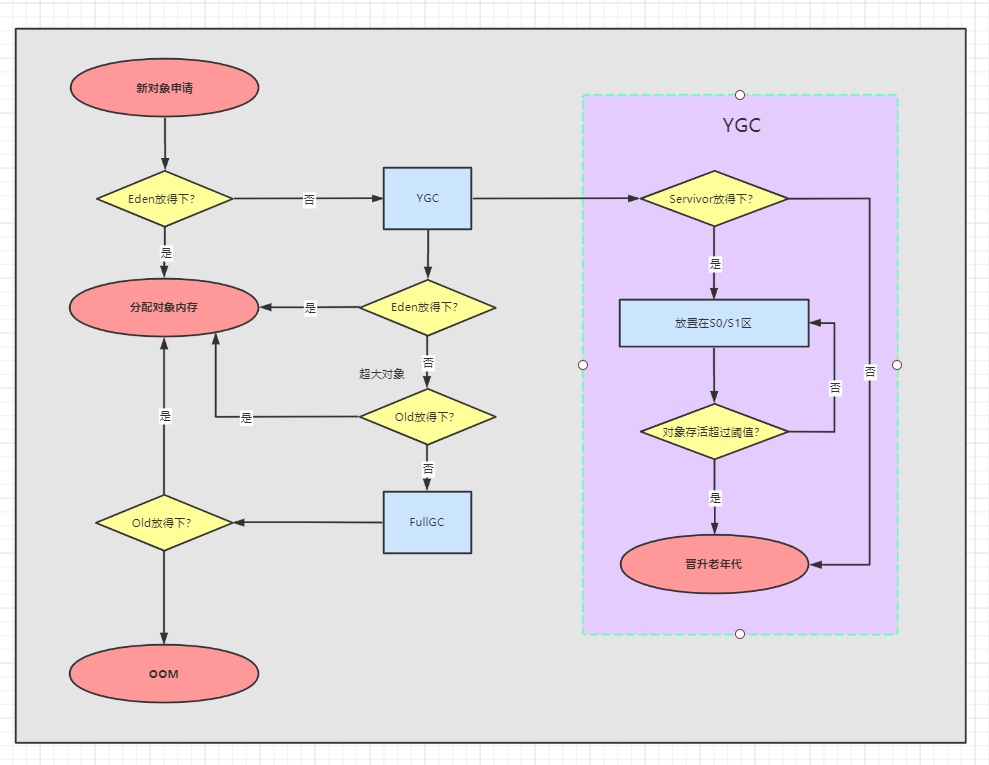 新对象申请
YGC
Eden放得下?
否
YGC
Servivor放得下?
是
是
分配对象内存
是
Eden放得下?
放置在S0/S1区
否
超大对象
否
否
是
是
Old放得下?
对象存活超过阈值?
否
是
Old放得下?
FullGC
晋升老年代
OOM